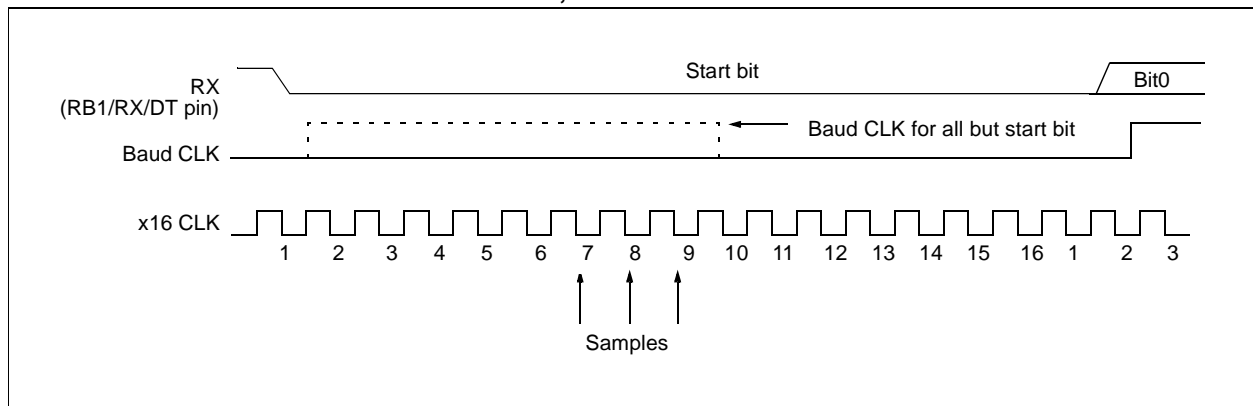 Start bit
RX
(RB1/RX/DT pin)
Bit0
Baud CLK for all but start bit
Baud CLK
x16 CLK
1 2 3 4 5 6 7 8 9 10 11 12 13 14 15 16 1 2 3
Samples